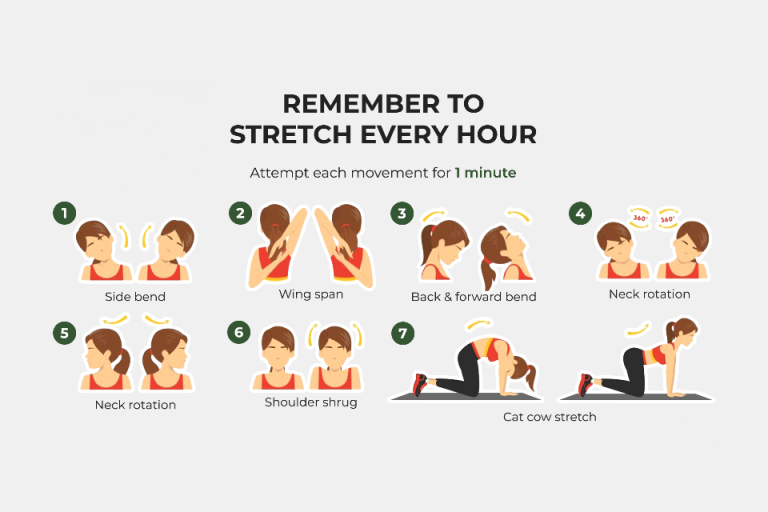 REMEMBER TO
STRETCH EVERY HOUR
Attempt each movement for 1 minute
1
Side bend
2
Wing span
3
Back & forward bend
4
360°
360°
Neck rotation
5
Neck rotation
6
Shoulder shrug
7
Cat cow stretch